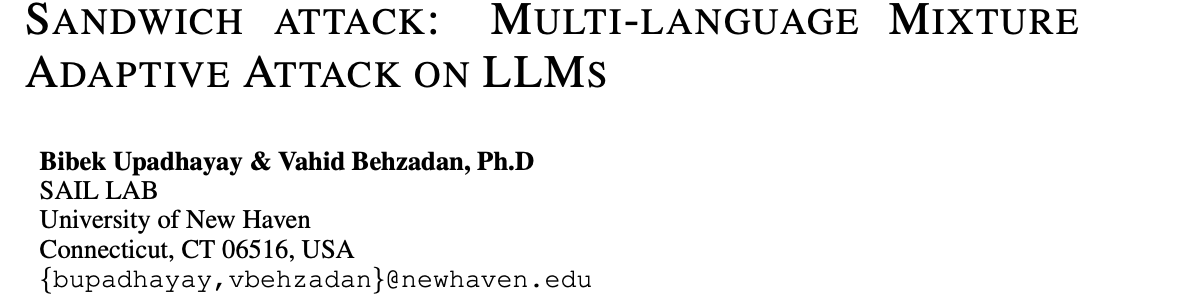 SANDWICH ATTACK: MULTI-LANGUAGE MIXTURE
ADAPTIVE ATTACK ON LLMS
Bibek Upadhayay & Vahid Behzadan, Ph.D
SAIL LAB
University of New Haven
Connecticut, CT 06516, USA
{bupadhayay,vbehzadan}@newhaven.edu